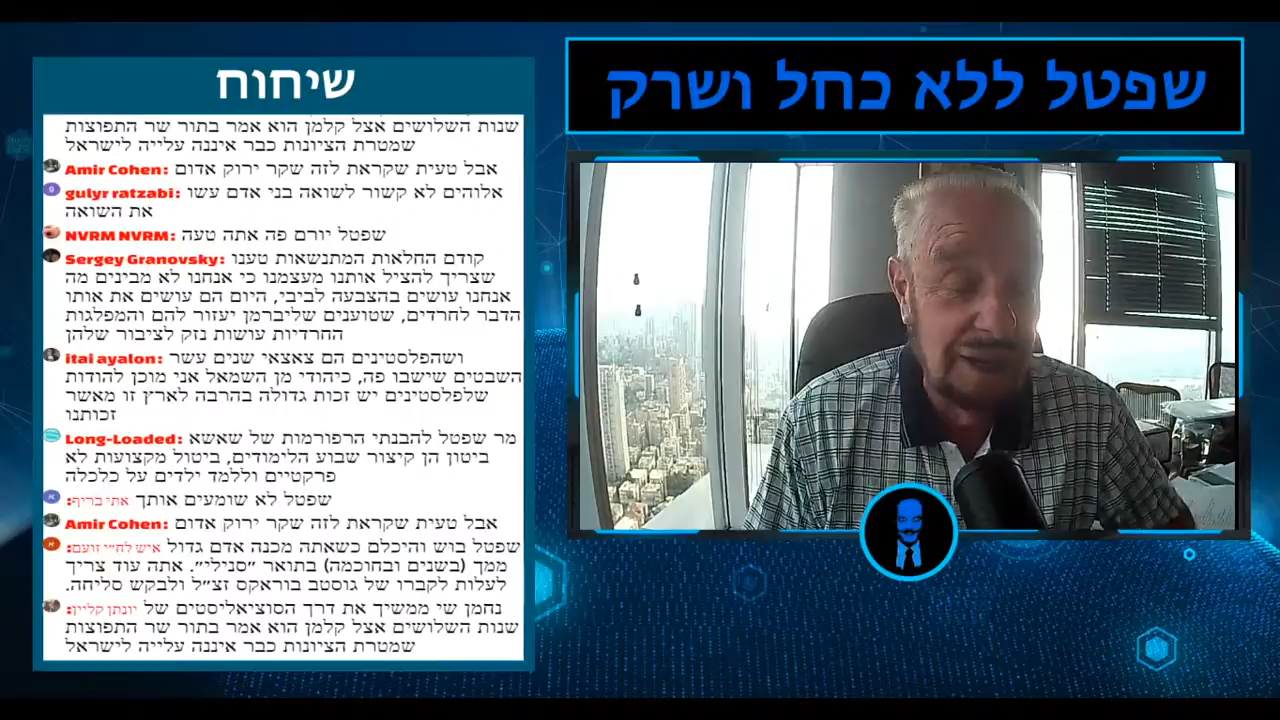 שיחוח
שפטל ללא כחל ושרק
שנות השלושים אצל קלמן הוא אמר בתור שר התפוצות
שמטרת הציונות כבר איננה עלייה לישראל
Amir Cohen: אבל טעית שקראת לזה שקר ירוק אדום
gulyr ratzabi: אלוהים לא קשור לשואה בני אדם עשו
את השואה
NVRM NVRM: שפטל יורם פה אתה טעה
Sergey Granovsky: קודם החלאות המתנשאות טענו
שצריך להציל אותנו מעצמנו כי אנחנו לא מבינים מה
אנחנו עושים בהצבעה לביבי, היום הם עושים את אותו
הדבר לחרדים, שטוענים שליברמן יעזור להם והמפלגות
החרדיות עושות נזק לציבור שלהן
itai ayalon: ושהפלסטינים הם צאצאי שנים עשר
השבטים שישבו פה, כיהודי מן השמאל אני מוכן להודות
שלפלסטינים יש זכות גדולה בהרבה לארץ זו מאשר
זכותנו
Long-Loaded: מר שפטל להבנתי הרפורמות של שאשא
ביטון הן קיצור שבוע הלימודים, ביטול מקצועות לא
פרקטיים וללמד ילדים על כלכלה
אתי בריף: שפטל לא שומעים אותך
Amir Cohen: אבל טעית שקראת לזה שקר ירוק אדום
איש לח״י זועם: שפטל בוש והיכלם כשאתה מכנה אדם גדול
ממך (בשנים ובחוכמה) בתואר ״סנילי״. אתה עוד צריך
לעלות לקברו של גוסטב בוראקס זצ״ל ולבקש סליחה.
יונתן קליין: נחמן שי ממשיך את דרך הסוציאליסטים של
שנות השלושים אצל קלמן הוא אמר בתור שר התפוצות
שמטרת הציונות כבר איננה עלייה לישראל